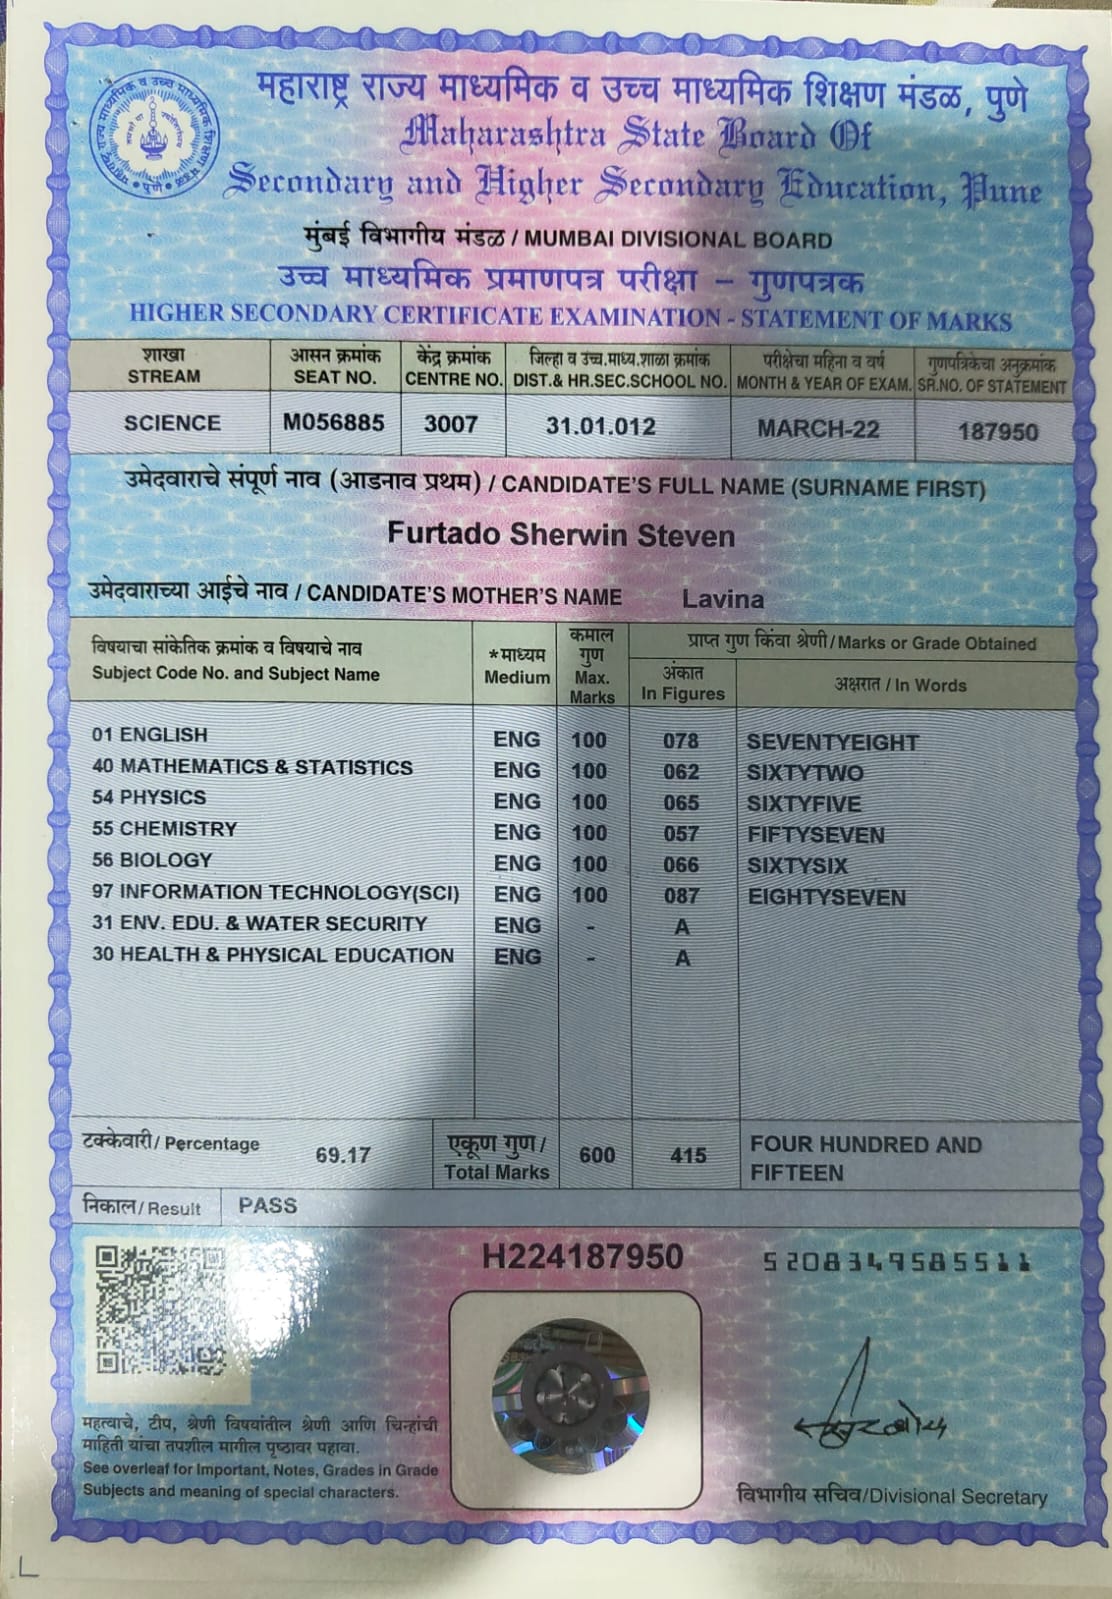 महाराष्ट्र राज्य माध्यमिक व उच्च माध्यमिक शिक्षण मंडळ, पुणे
Maharashtra State Board Of
Secondary and Higher Secondary Education, Pune
मुंबई विभागीय मंडळ / MUMBAI DIVISIONAL BOARD
उच्च माध्यमिक प्रमाणपत्र परीक्षा – गुणपत्रक
HIGHER SECONDARY CERTIFICATE EXAMINATION - STATEMENT OF MARKS
शाखा आसन क्रमांक केंद्र क्रमांक जिल्हा व उच्च.माध्य.शाळा क्रमांक परीक्षेचा महिना व वर्ष गुणपत्रिकेचा अनुक्रमांक
STREAM SEAT NO. CENTRE NO. DIST.& HR.SEC.SCHOOL NO. MONTH & YEAR OF EXAM. SR.NO. OF STATEMENT
SCIENCE M056885 3007 31.01.012 MARCH-22 187950
उमेदवाराचे संपूर्ण नाव (आडनाव प्रथम) / CANDIDATE'S FULL NAME (SURNAME FIRST)
Furtado Sherwin Steven
उमेदवाराच्या आईचे नाव / CANDIDATE'S MOTHER'S NAME Lavina
विषयाचा सांकेतिक क्रमांक व विषयाचे नाव
Subject Code No. and Subject Name
*माध्यम
Medium
कमाल
गुण
Max.
Marks
प्राप्त गुण किंवा श्रेणी/Marks or Grade Obtained
अंकात
In Figures
अक्षरात / In Words
01 ENGLISH ENG 100 078 SEVENTYEIGHT
40 MATHEMATICS & STATISTICS ENG 100 062 SIXTYTWO
54 PHYSICS ENG 100 065 SIXTYFIVE
55 CHEMISTRY ENG 100 057 FIFTYSEVEN
56 BIOLOGY ENG 100 066 SIXTYSIX
97 INFORMATION TECHNOLOGY(SCI) ENG 100 087 EIGHTYSEVEN
31 ENV. EDU. & WATER SECURITY ENG - A
30 HEALTH & PHYSICAL EDUCATION ENG - A
टक्केवारी/ Percentage 69.17
एकूण गुण/
Total Marks
600 415
FOUR HUNDRED AND
FIFTEEN
निकाल/Result PASS
H224187950
5208349585511
महत्वाचे, टीप, श्रेणी विषयांतील श्रेणी आणि चिन्हांची
माहिती यांचा तपशील मागील पृष्ठावर पहावा.
See overleaf for Important, Notes, Grades in Grade
Subjects and meaning of special characters.
विभागीय सचिव/Divisional Secretary